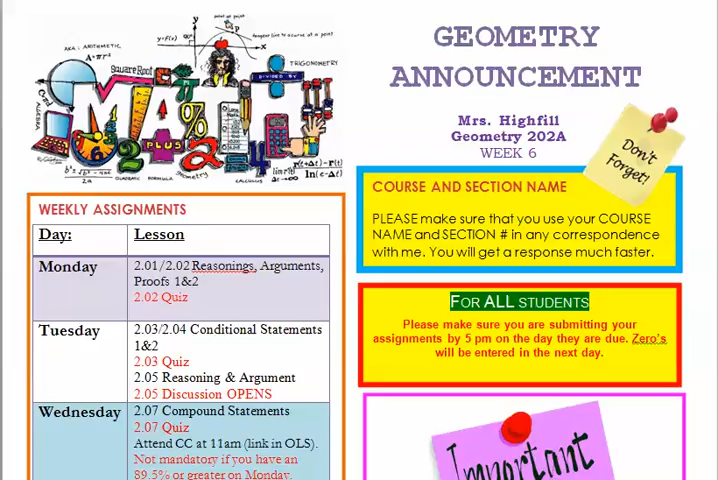 GEOMETRY
ANNOUNCEMENT
Mrs. Highfill
Geometry 202A
WEEK 6
Don't
Forget!
AKA: ARITHMETIC
A=πr²
Square Root
TRIGONOMETRY
DIVIDED BY
ALGEBRA
PLUS
QUADRATIC FORMULA
geometry
CALCULUS
WEEKLY ASSIGNMENTS
Day: Lesson
Monday 2.01/2.02 Reasonings, Arguments,
Proofs 1&2
2.02 Quiz
Tuesday 2.03/2.04 Conditional Statements
1&2
2.03 Quiz
2.05 Reasoning & Argument
2.05 Discussion OPENS
Wednesday 2.07 Compound Statements
2.07 Quiz
Attend CC at 11am (link in OLS).
Not mandatory if you have an
89.5% or greater on Monday.
COURSE AND SECTION NAME
PLEASE make sure that you use your COURSE
NAME and SECTION # in any correspondence
with me. You will get a response much faster.
FOR ALL STUDENTS
Please make sure you are submitting your
assignments by 5 pm on the day they are due. Zero's
will be entered in the next day.
Important